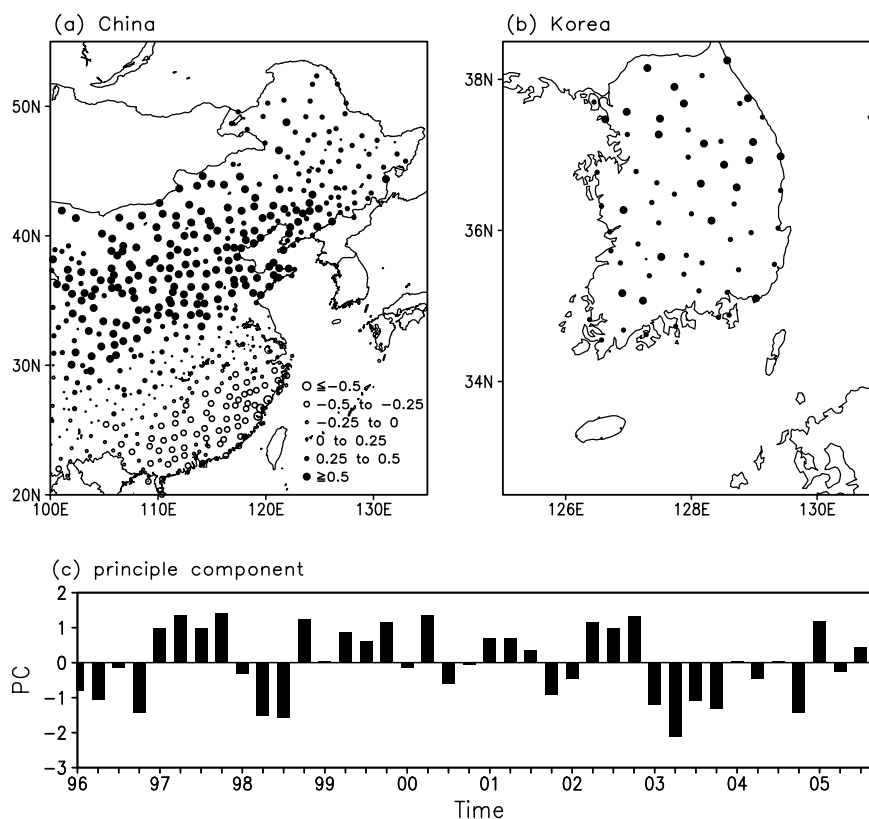 (a) China
(b) Korea
50N
40N
30N
20N
100E
110E
120E
130E
≤−0.5
−0.5 to −0.25
−0.25 to 0
0 to 0.25
0.25 to 0.5
≥0.5
38N
36N
34N
126E
128E
130E
(c) principle component
PC
2
1
0
−1
−2
−3
96
97
98
99
00
01
02
03
04
05
Time